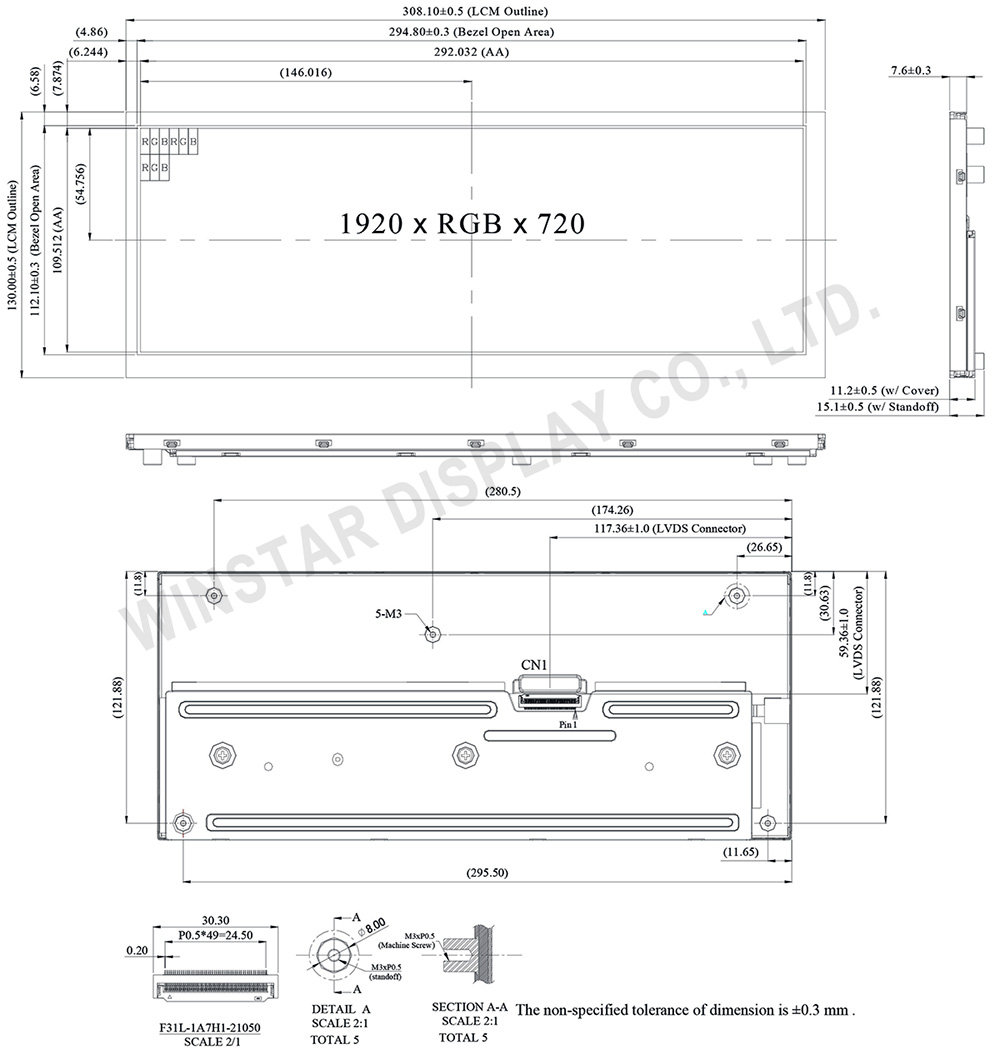 308.10±0.5 (LCM Outline)
(4.86)
294.80±0.3 (Bezel Open Area)
(6.244)
292.032 (AA)
(146.016)
7.6±0.3
(6.58)
(7.874)
R G B R G B
R G B
130.00±0.5 (LCM Outline)
112.10±0.3 (Bezel Open Area)
109.512 (AA)
(54.756)
1920 x RGB x 720
11.2±0.5 (w/ Cover)
15.1±0.5 (w/ Standoff)
WINSTAR DISPLAY CO., LTD.
(280.5)
(174.26)
117.36±1.0 (LVDS Connector)
(26.65)
(11.8)
(11.8)
(30.63)
59.36±1.0
(LVDS Connector)
A
5-M3
CN1
Pin1
(121.88)
(121.88)
(11.65)
(295.50)
30.30
P0.5*49=24.50
0.20
F31L-1A7H1-21050
SCALE 2/1
A
Ø8.00
M3xP0.5
(standoff)
A
DETAIL A
SCALE 2:1
TOTAL 5
M3xP0.5
(Machine Screw)
SECTION A-A
SCALE 2:1
TOTAL 5
The non-specified tolerance of dimension is ±0.3 mm .